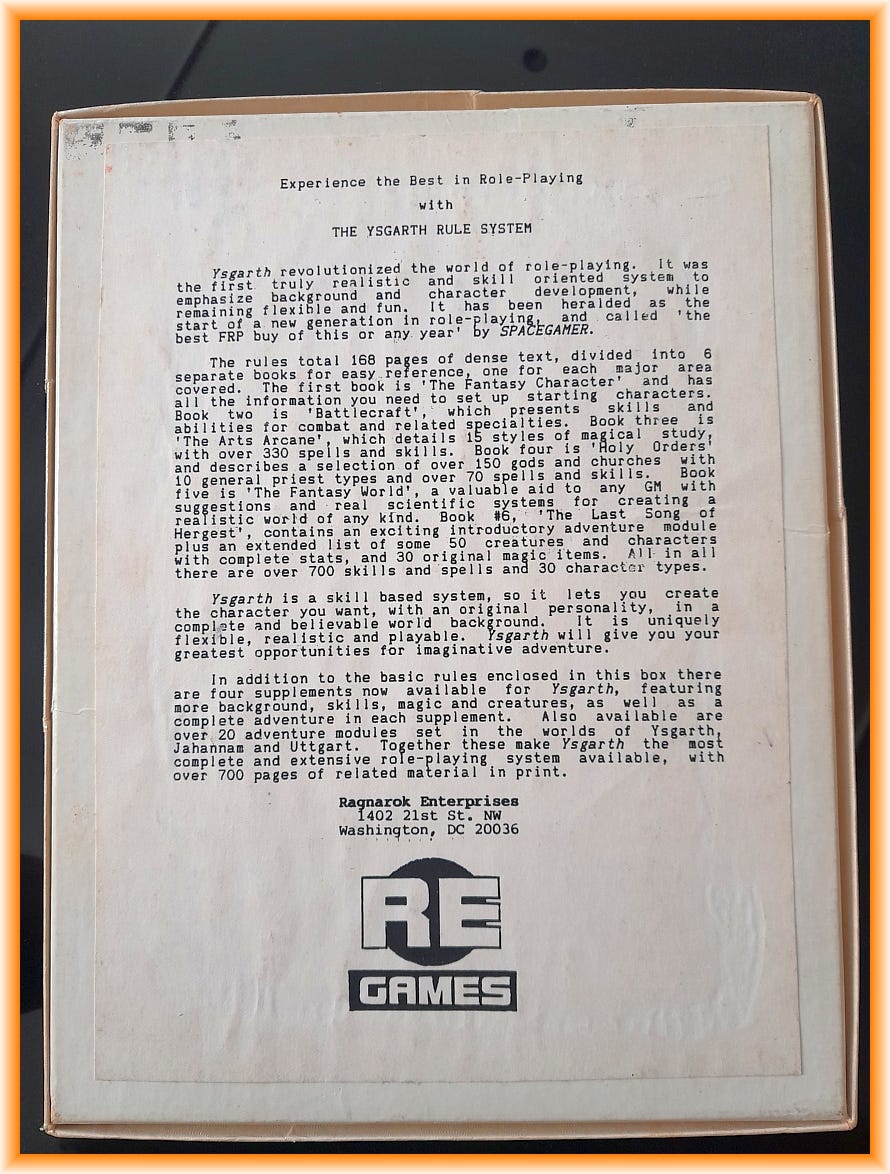 Experience the Best in Role-Playing
with
THE YSGARTH RULE SYSTEM
Ysgarth revolutionized the world of role-playing. It was
the first truly realistic and skill oriented system to
emphasize background and character development, while
remaining flexible and fun. It has been heralded as the
start of a new generation in role-playing, and called 'the
best FRP buy of this or any year' by SPACEGAMER.
The rules total 168 pages of dense text, divided into 6
separate books for easy reference, one for each major area
covered. The first book is 'The Fantasy Character' and has
all the information you need to set up starting characters.
Book two is 'Battlecraft', which presents skills and
abilities for combat and related specialties. Book three is
'The Arts Arcane', which details 15 styles of magical study,
with over 330 spells and skills. Book four is 'Holy Orders'
and describes a selection of over 150 gods and churches with
10 general priest types and over 70 spells and skills. Book
five is 'The Fantasy World', a valuable aid to any GM with
suggestions and real scientific systems for creating a
realistic world of any kind. Book #6, 'The Last Song of
Hergest', contains an exciting introductory adventure module
plus an extended list of some 50 creatures and characters
with complete stats, and 30 original magic items. All in all
there are over 700 skills and spells and 30 character types.
Ysgarth is a skill based system, so it lets you create
the character you want, with an original personality, in a
complete and believable world background. It is uniquely
flexible, realistic and playable. Ysgarth will give you your
greatest opportunities for imaginative adventure.
In addition to the basic rules enclosed in this box there
are four supplements now available for Ysgarth, featuring
more background, skills, magic and creatures, as well as a
complete adventure in each supplement. Also available are
over 20 adventure modules set in the worlds of Ysgarth,
Jahannam and Uttgart. Together these make Ysgarth the most
complete and extensive role-playing system available, with
over 700 pages of related material in print.
Ragnarok Enterprises
1402 21st St. NW
Washington, DC 20036
RE
GAMES